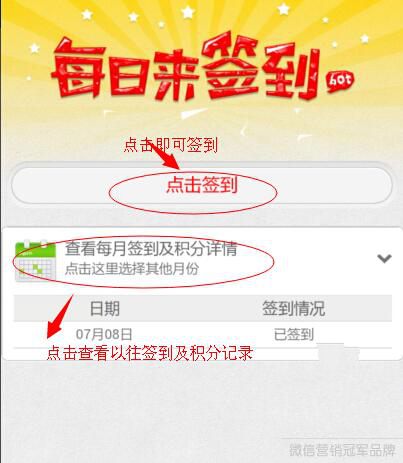 每日来签到
hot
点击即可签到
点击签到
查看每月签到及积分详情
点击这里选择其他月份
日期 签到情况
07月08日 已签到
点击查看以往签到及积分记录
微信营销冠军品牌